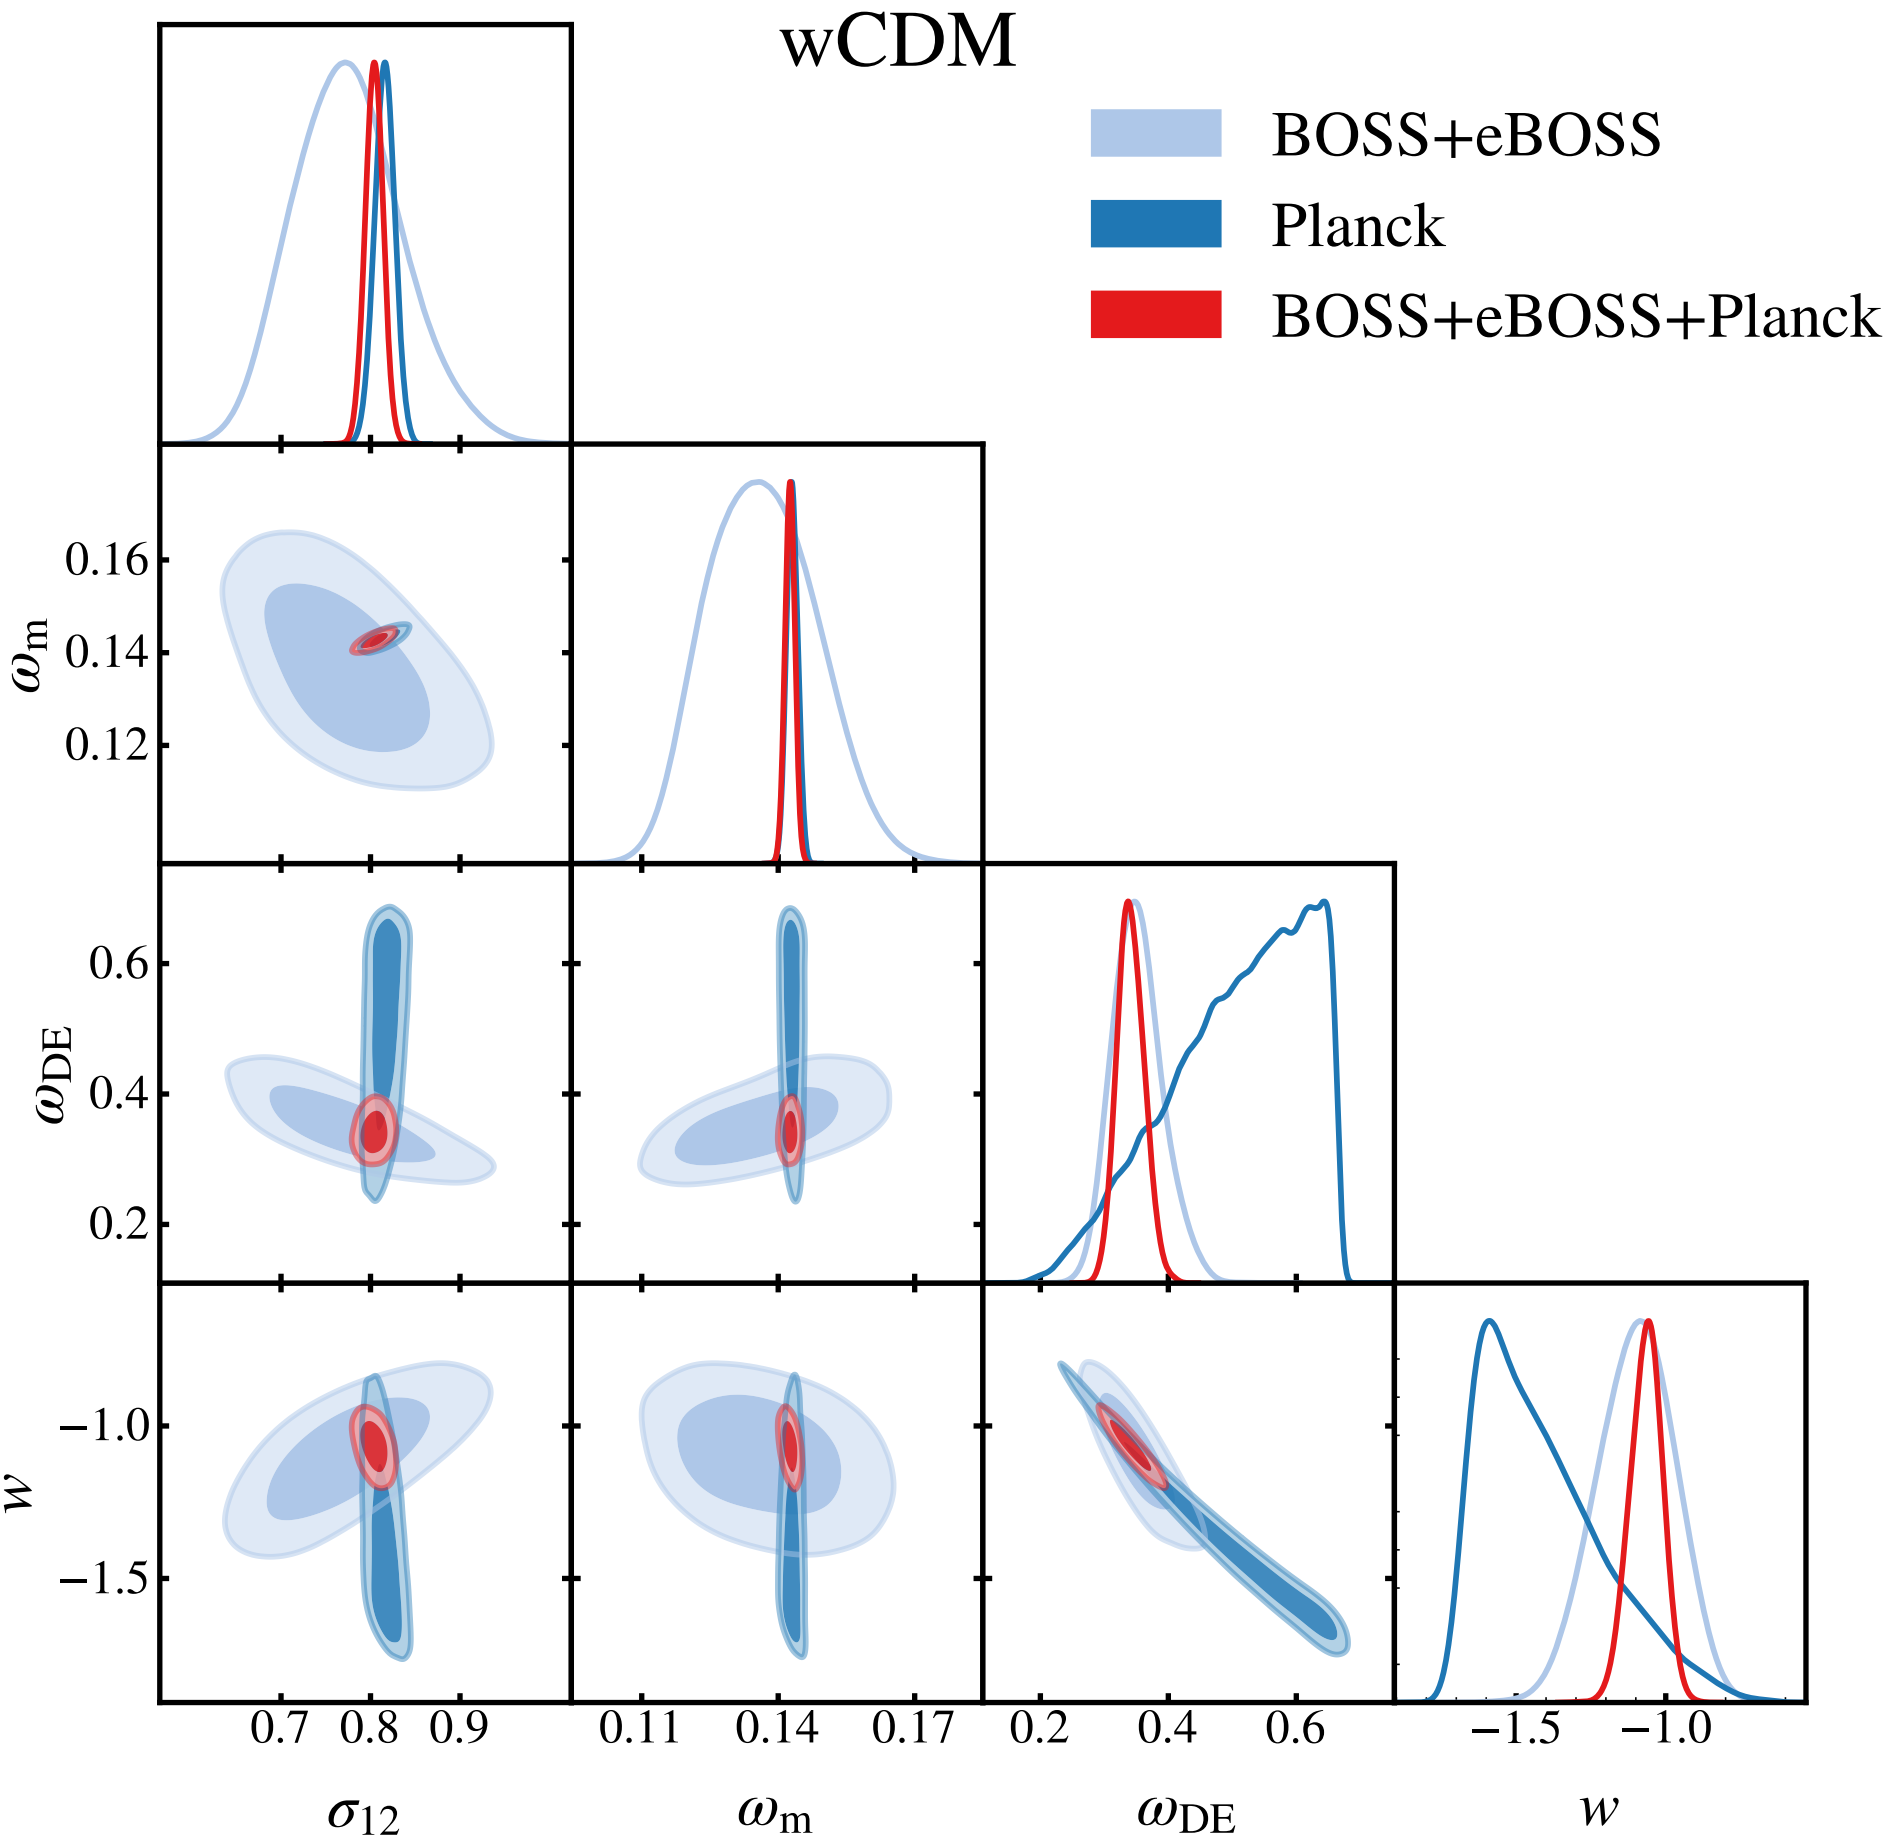 wCDM
BOSS+eBOSS
Planck
BOSS+eBOSS+Planck
0.16
0.14
0.12
ωm
0.6
0.4
0.2
ωDE
−1.0
−1.5
w
0.7 0.8 0.9 0.11 0.14 0.17 0.2 0.4 0.6 −1.5 −1.0
σ12 ωm ωDE w